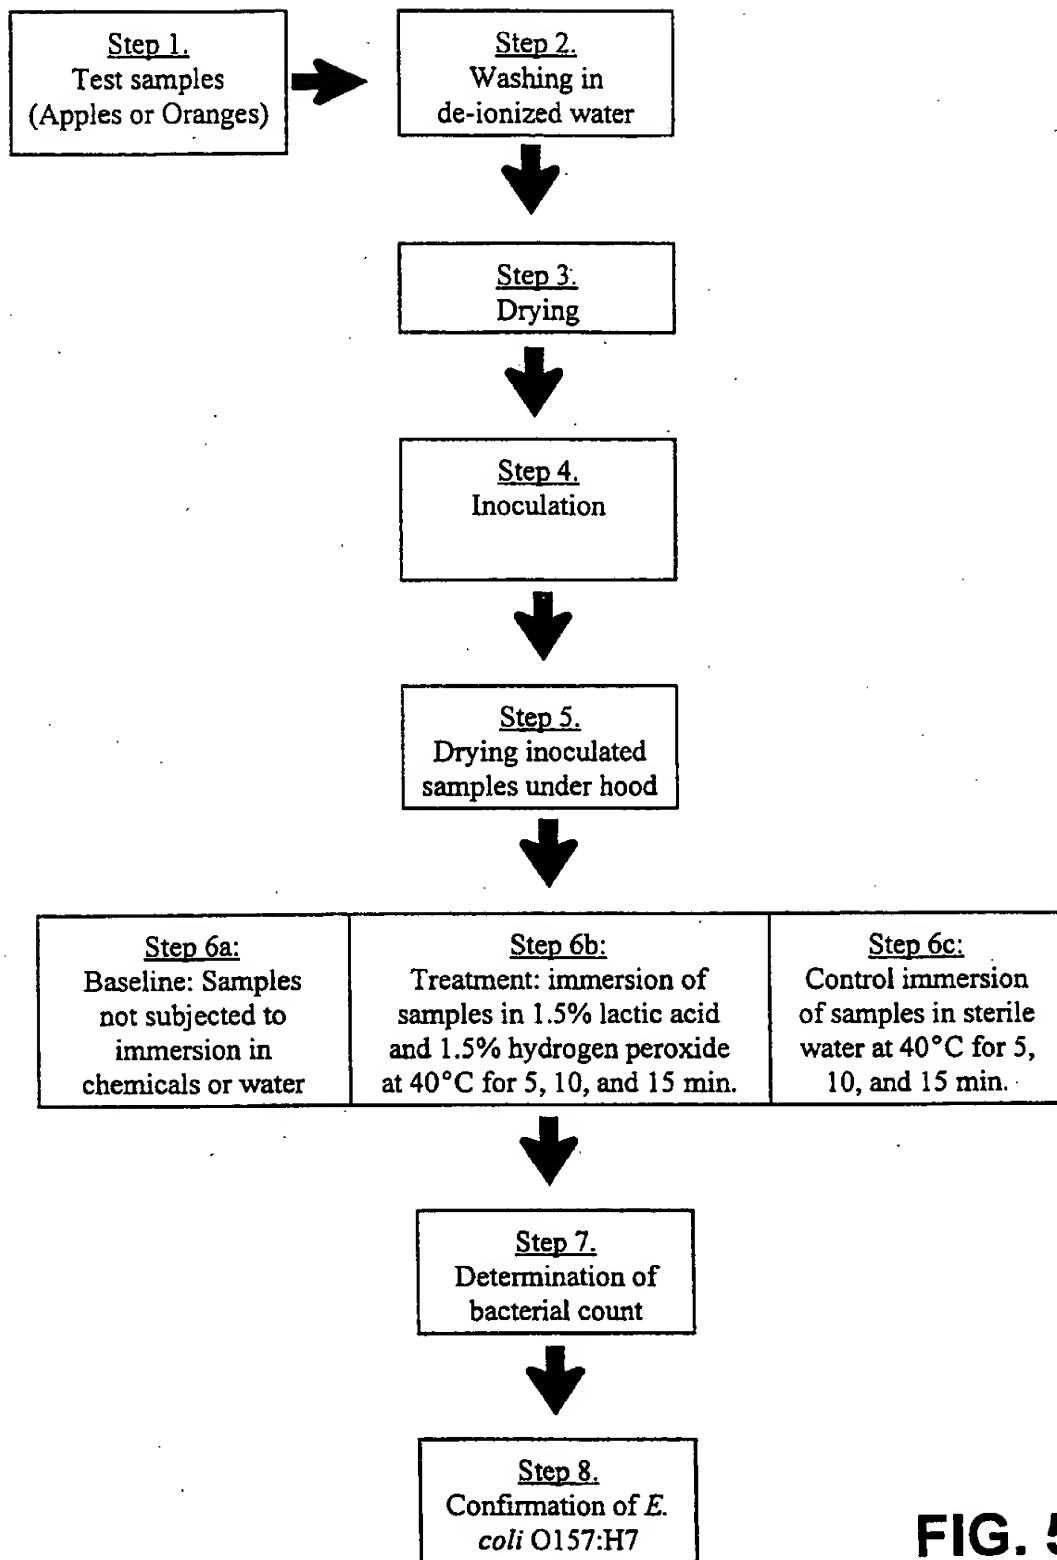 Step 1.
Test samples
(Apples or Oranges)
Step 2.
Washing in
de-ionized water
Step 3.
Drying
Step 4.
Inoculation
Step 5.
Drying inoculated
samples under hood
Step 6a:
Baseline: Samples
not subjected to
immersion in
chemicals or water
Step 6b:
Treatment: immersion of
samples in 1.5% lactic acid
and 1.5% hydrogen peroxide
at 40°C for 5, 10, and 15 min.
Step 6c:
Control immersion
of samples in sterile
water at 40°C for 5,
10, and 15 min.
Step 7.
Determination of
bacterial count
Step 8.
Confirmation of E.
coli O157:H7
FIG. 5